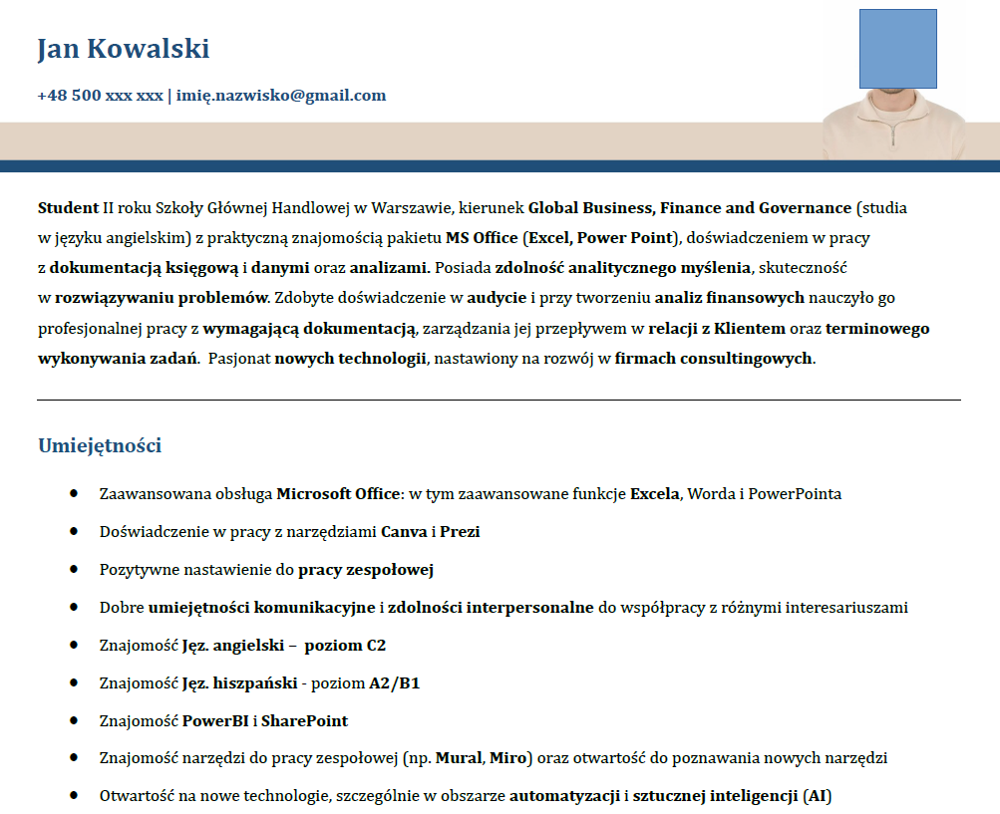 Jan Kowalski
+48 500 xxx xxx | imię.nazwisko@gmail.com
Student II roku Szkoły Głównej Handlowej w Warszawie, kierunek Global Business, Finance and Governance (studia
w języku angielskim) z praktyczną znajomością pakietu MS Office (Excel, Power Point), doświadczeniem w pracy
z dokumentacją księgową i danymi oraz analizami. Posiada zdolność analitycznego myślenia, skuteczność
w rozwiązywaniu problemów. Zdobyte doświadczenie w audycie i przy tworzeniu analiz finansowych nauczyło go
profesjonalnej pracy z wymagającą dokumentacją, zarządzania jej przepływem w relacji z Klientem oraz terminowego
wykonywania zadań.  Pasjonat nowych technologii, nastawiony na rozwój w firmach consultingowych.
Umiejętności
● Zaawansowana obsługa Microsoft Office: w tym zaawansowane funkcje Excela, Worda i PowerPointa
● Doświadczenie w pracy z narzędziami Canva i Prezi
● Pozytywne nastawienie do pracy zespołowej
● Dobre umiejętności komunikacyjne i zdolności interpersonalne do współpracy z różnymi interesariuszami
● Znajomość Jęz. angielski –  poziom C2
● Znajomość Jęz. hiszpański - poziom A2/B1
● Znajomość PowerBI i SharePoint
● Znajomość narzędzi do pracy zespołowej (np. Mural, Miro) oraz otwartość do poznawania nowych narzędzi
● Otwartość na nowe technologie, szczególnie w obszarze automatyzacji i sztucznej inteligencji (AI)